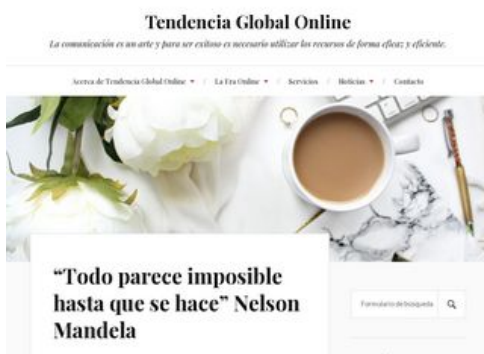 Tendencia Global Online
La comunicación es un arte y para ser exitoso es necesario utilizar los recursos de forma eficaz y eficiente.
Acerca de Tendencia Global Online / La Era Online / Servicios / Noticias / Contacto
“Todo parece imposible
hasta que se hace” Nelson
Mandela
Formulario de búsqueda